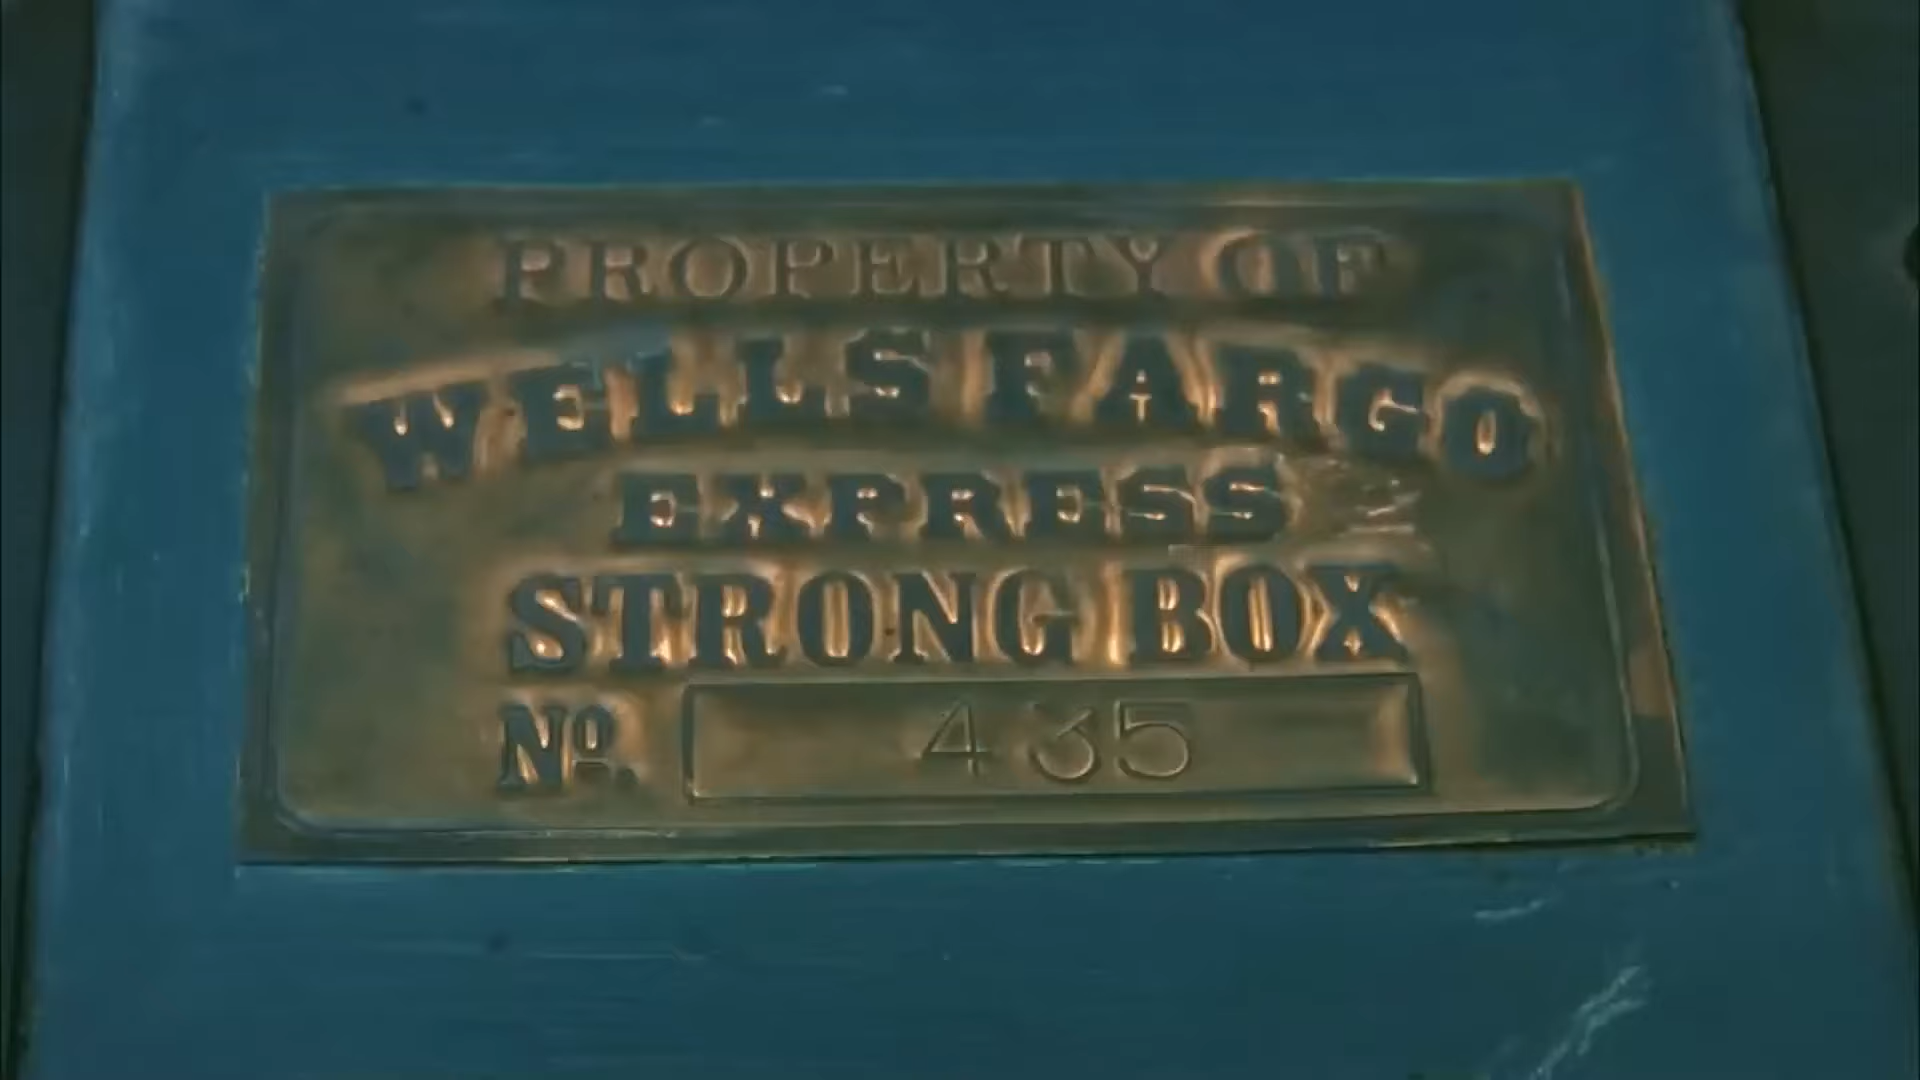 PROPERTY OF
WELLS FARGO
EXPRESS
STRONG BOX
Nº. 435